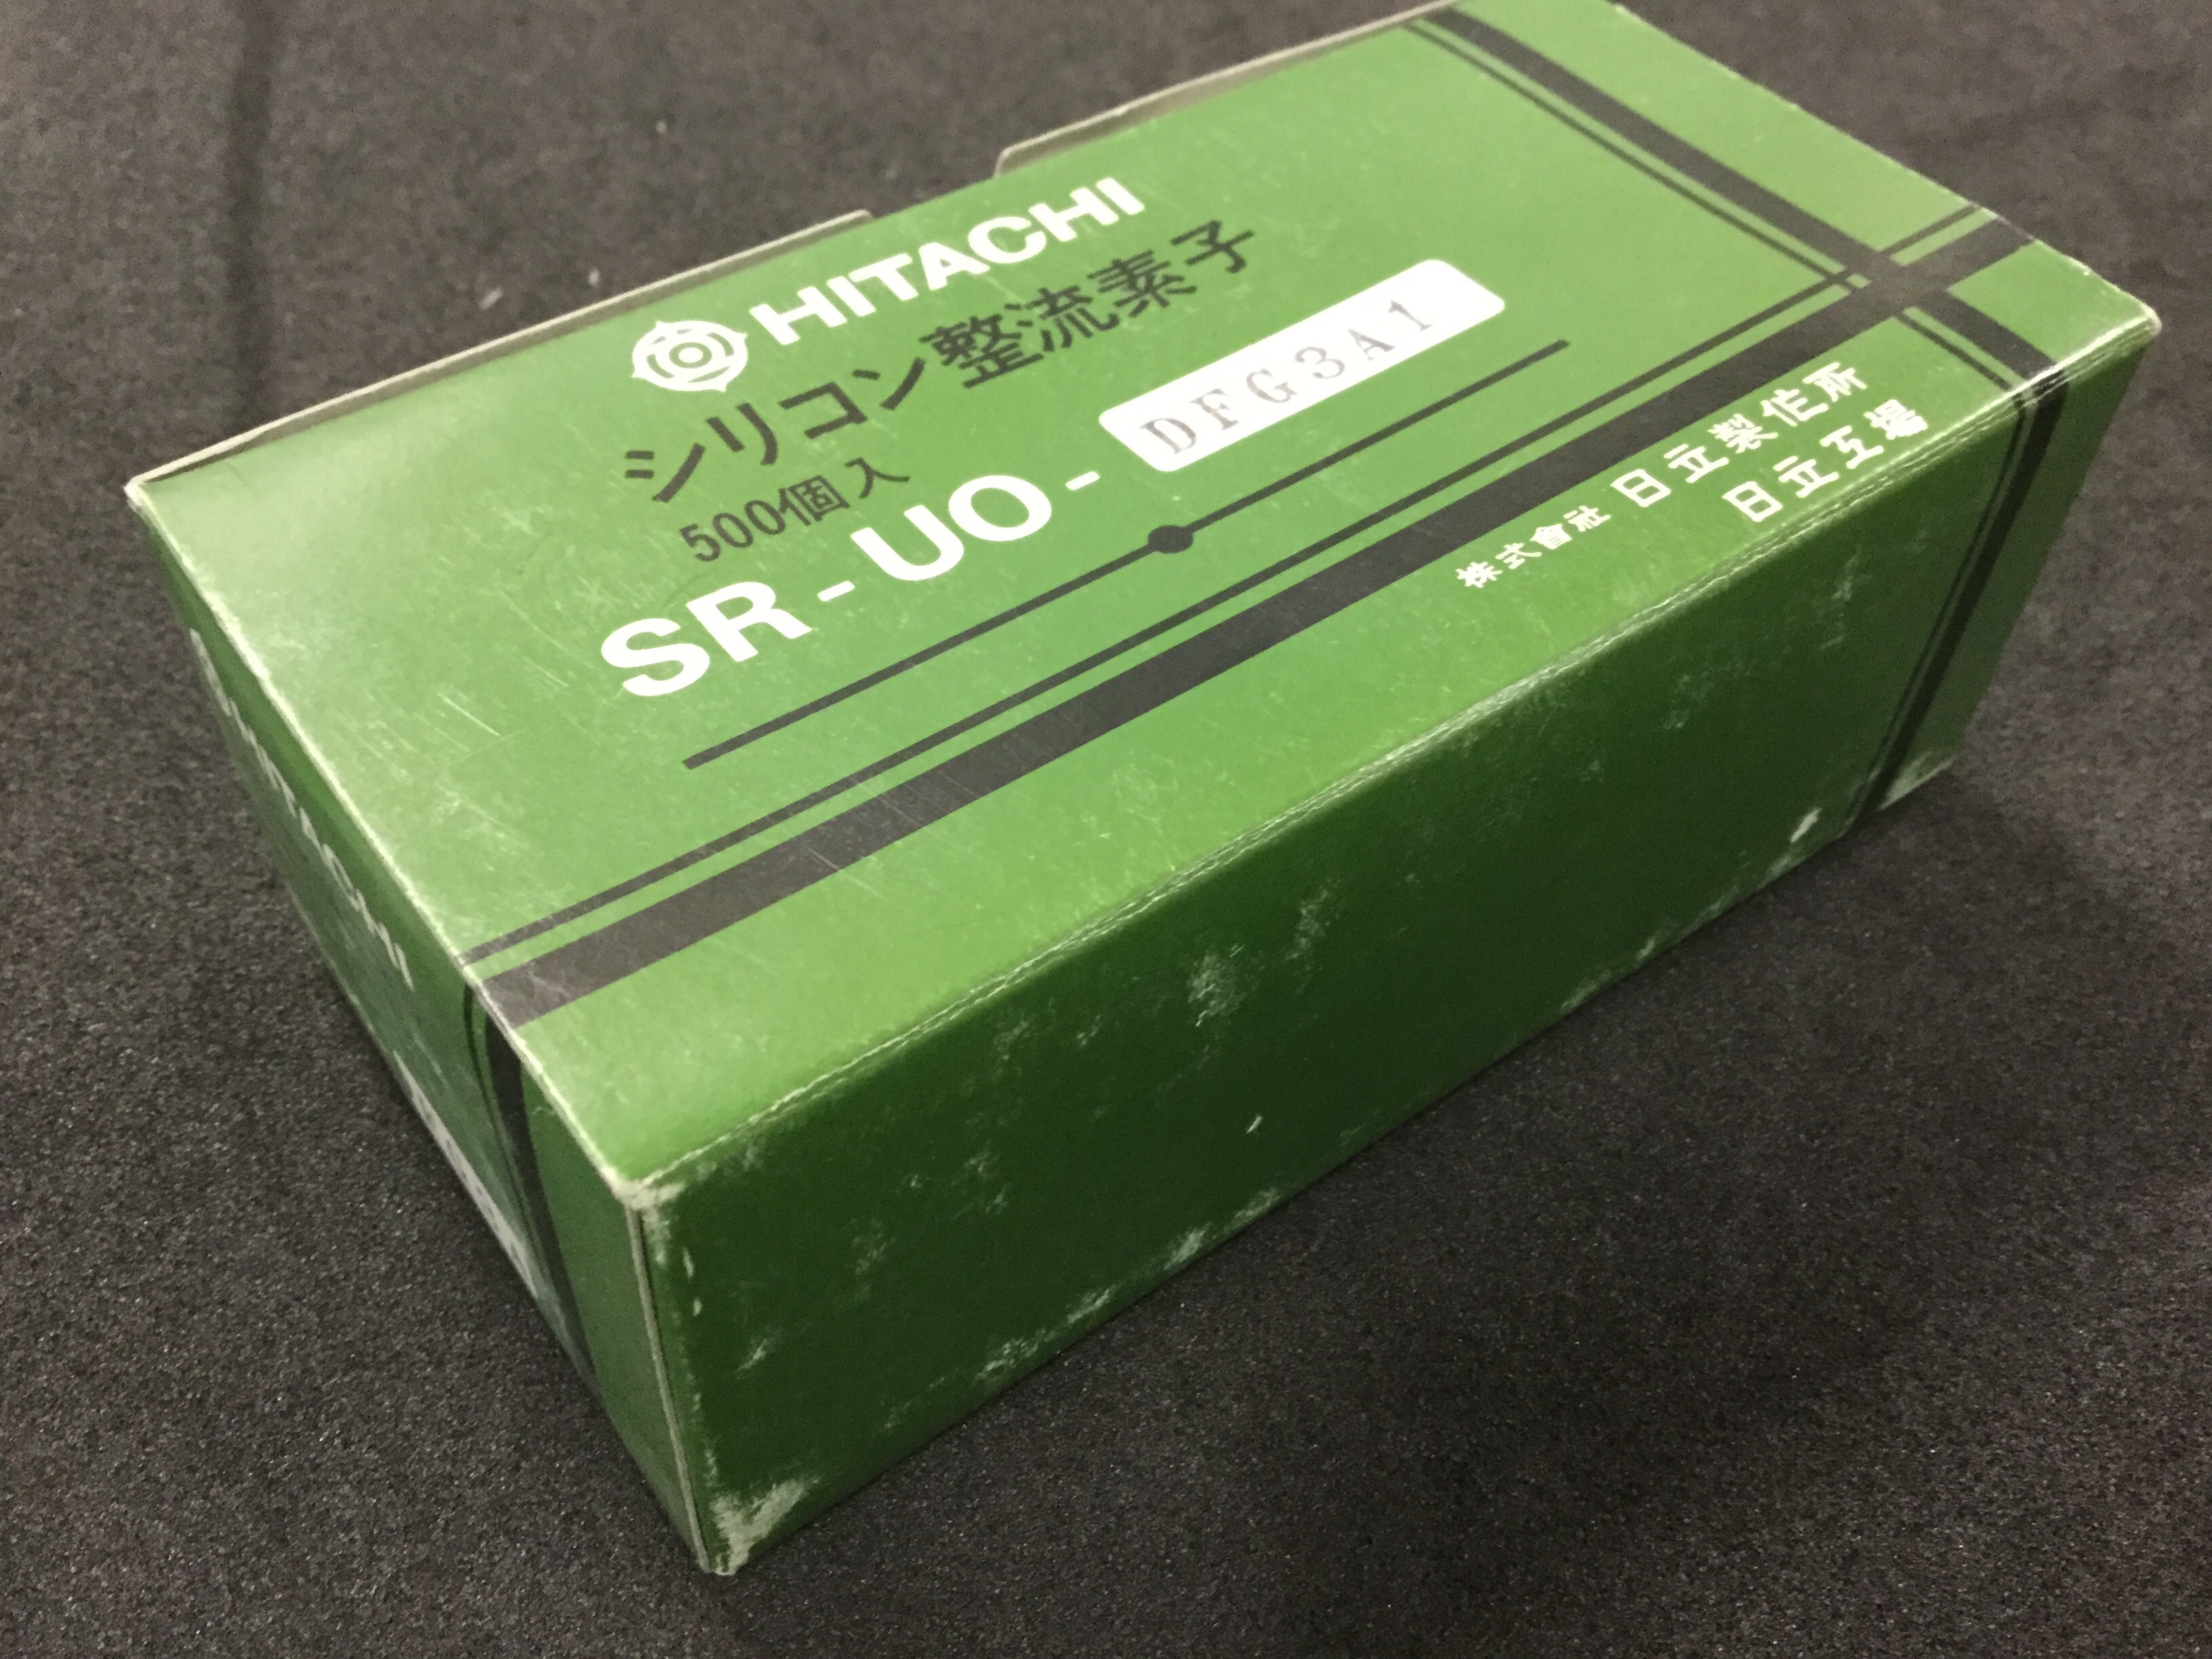 HITACHI
シリコン整流素子
500個入
SR-UO-DFG3A1
株式會社 日立製作所
日立工場
HITACHI